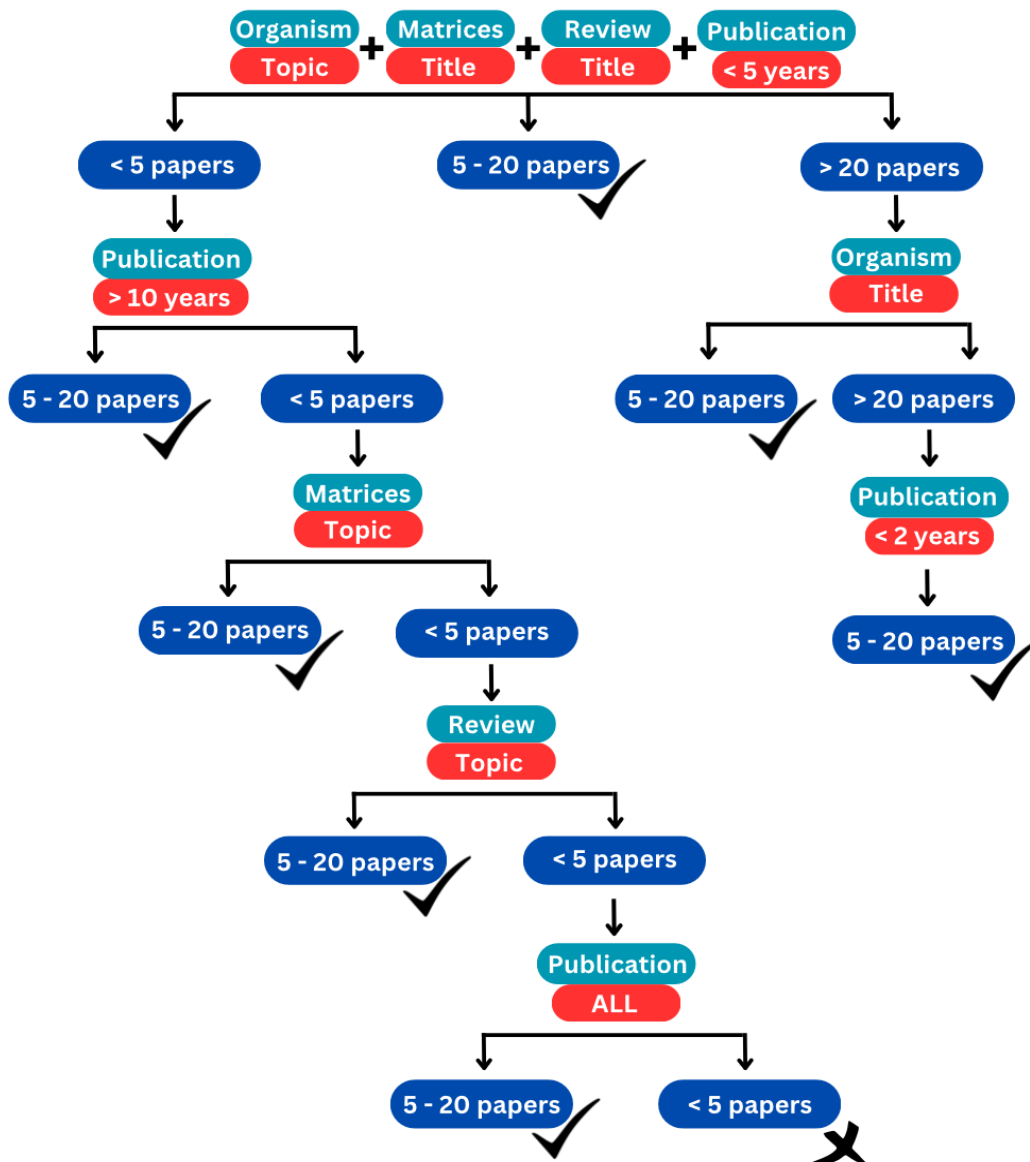 Organism + Matrices + Review + Publication
Topic Title Title < 5 years
< 5 papers 5 - 20 papers > 20 papers
Publication Organism
> 10 years Title
5 - 20 papers < 5 papers 5 - 20 papers > 20 papers
Matrices Publication
Topic < 2 years
5 - 20 papers < 5 papers 5 - 20 papers
Review
Topic
5 - 20 papers < 5 papers
Publication
ALL
5 - 20 papers < 5 papers